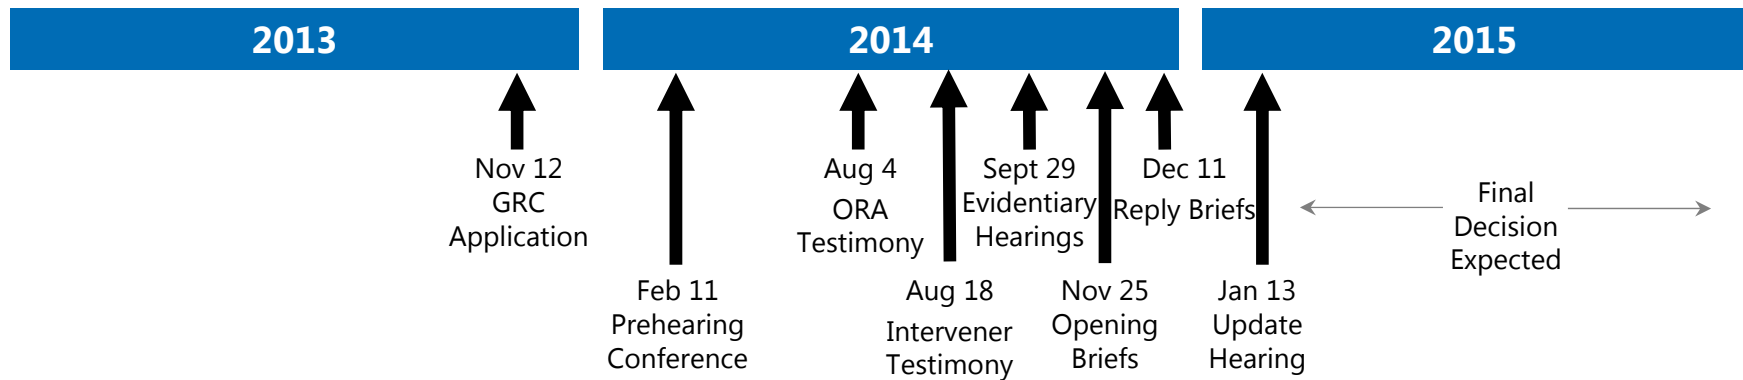 2013
2014
2015
Nov 12
GRC
Application
Feb 11
Prehearing
Conference
Aug 4
ORA
Testimony
Aug 18
Intervener
Testimony
Sept 29
Evidentiary
Hearings
Nov 25
Opening
Briefs
Dec 11
Reply Briefs
Jan 13
Update
Hearing
Final
Decision
Expected